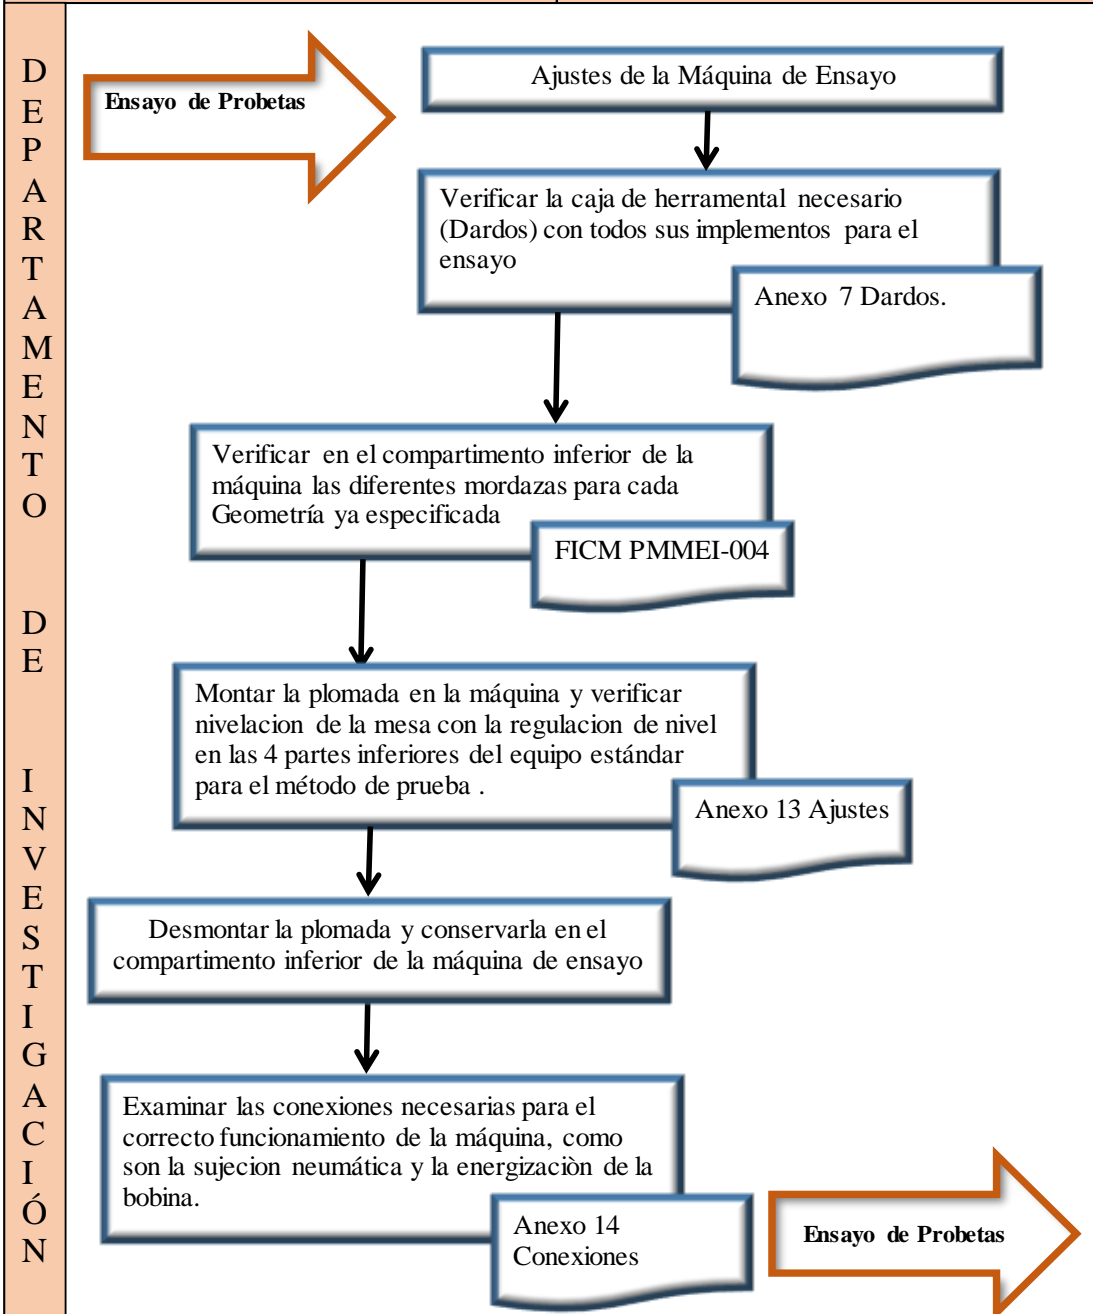 DEPARTAMENTO DE INVESTIGACIÓN
Ensayo de Probetas
Ajustes de la Máquina de Ensayo
Verificar la caja de herramental necesario
(Dardos) con todos sus implementos para el
ensayo
Anexo 7 Dardos.
Verificar en el compartimento inferior de la
máquina las diferentes mordazas para cada
Geometría ya especificada
FICM PMMEI-004
Montar la plomada en la máquina y verificar
nivelacion de la mesa con la regulacion de nivel
en las 4 partes inferiores del equipo estándar
para el método de prueba .
Anexo 13 Ajustes
Desmontar la plomada y conservarla en el
compartimento inferior de la máquina de ensayo
Examinar las conexiones necesarias para el
correcto funcionamiento de la máquina, como
son la sujecion neumática y la energizaciòn de la
bobina.
Anexo 14
Conexiones
Ensayo de Probetas